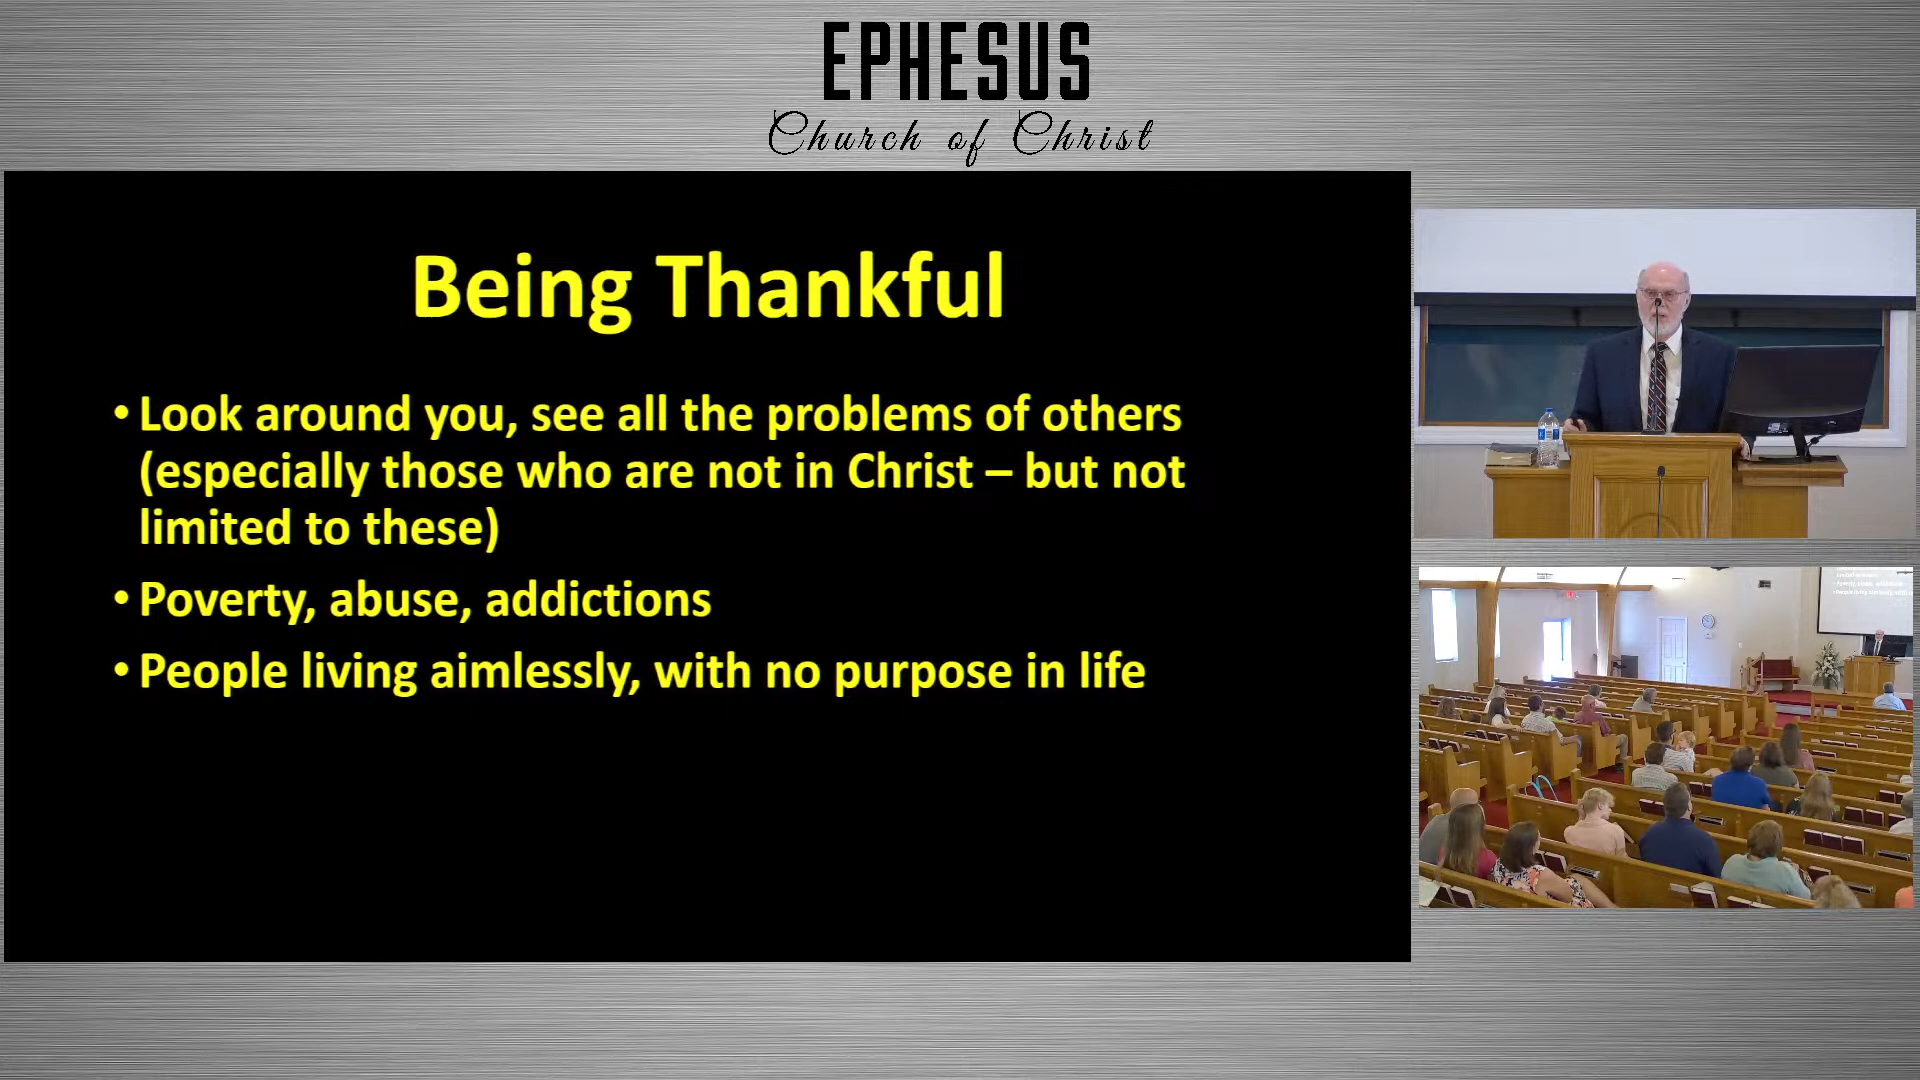 EPHESUS
Church of Christ
Being Thankful
• Look around you, see all the problems of others
(especially those who are not in Christ – but not
limited to these)
• Poverty, abuse, addictions
• People living aimlessly, with no purpose in life